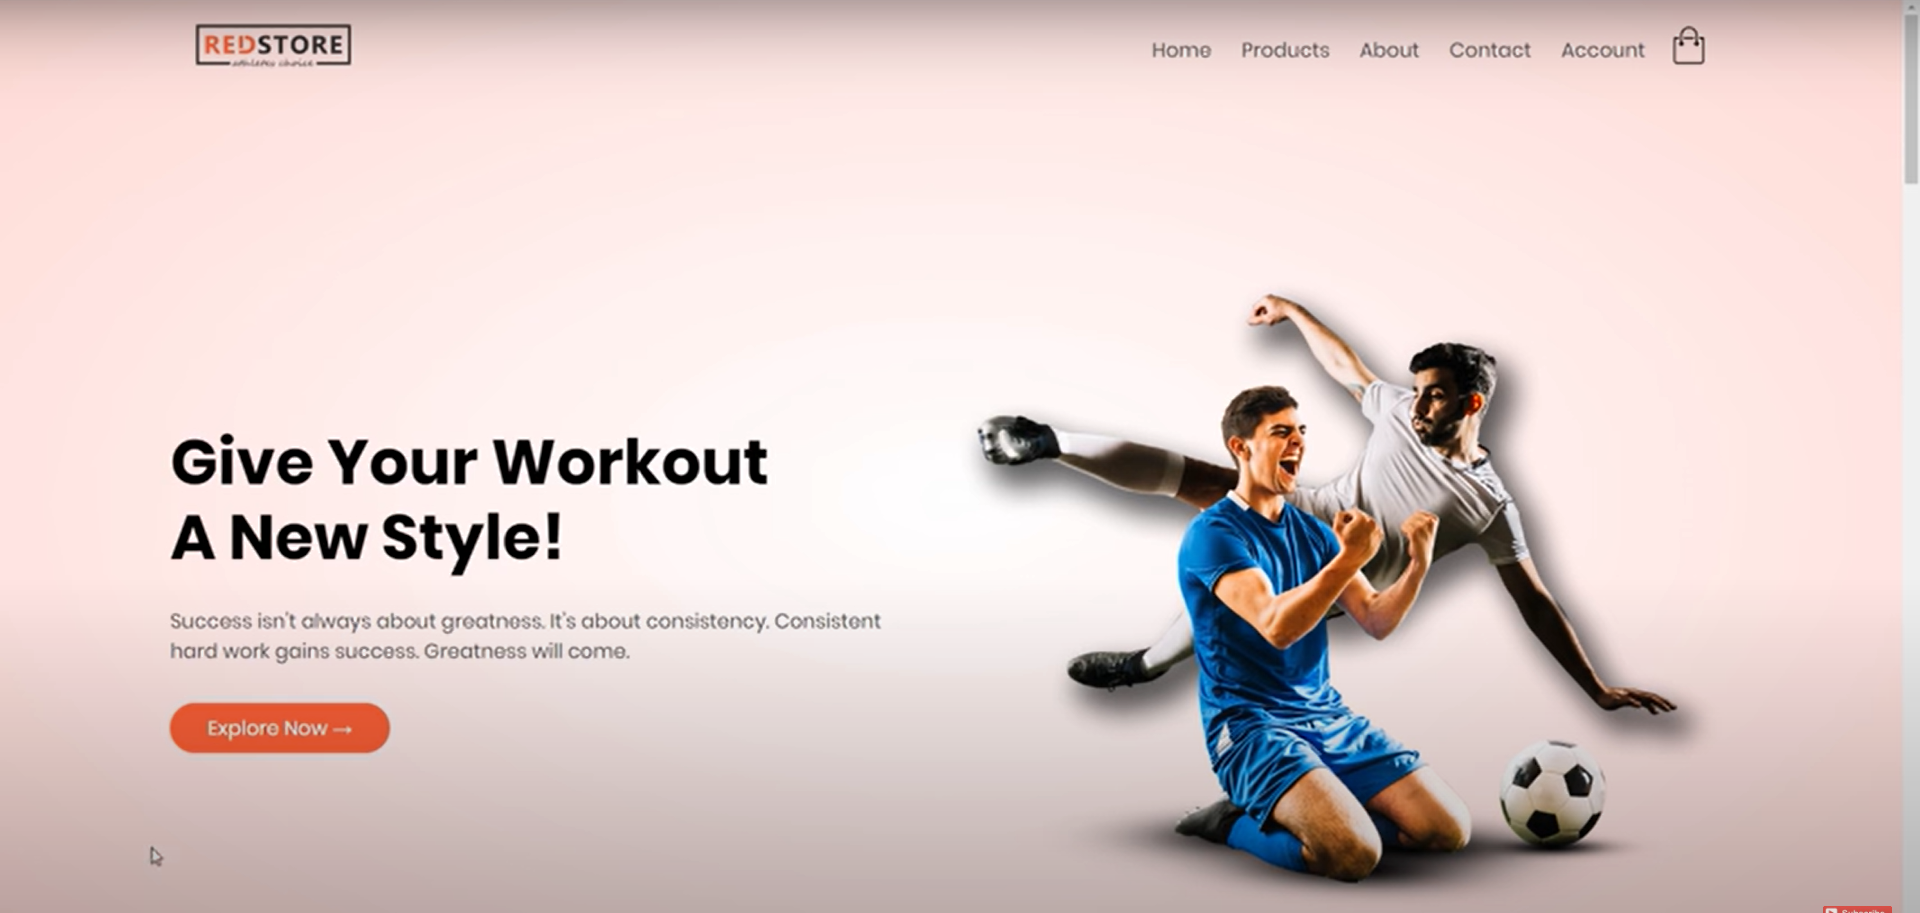 REDSTORE
athletes choice
Home Products About Contact Account
Give Your Workout
A New Style!
Success isn't always about greatness. It's about consistency. Consistent
hard work gains success. Greatness will come.
Explore Now →